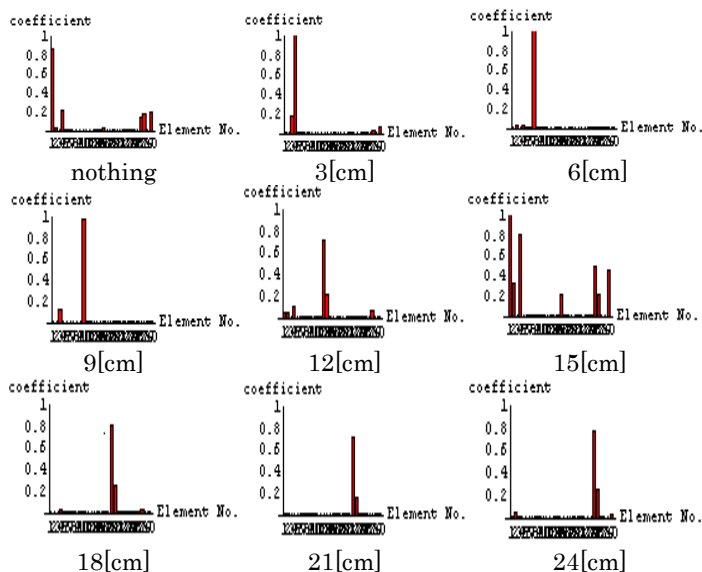 coefficient coefficient coefficient
1 1 1
0.8 0.8 0.8
0.6 0.6 0.6
0.4 0.4 0.4
0.2 0.2 0.2
Element No. Element No. Element No.
nothing 3[cm] 6[cm]
coefficient coefficient coefficient
1 1 1
0.8 0.8 0.8
0.6 0.6 0.6
0.4 0.4 0.4
0.2 0.2 0.2
Element No. Element No. Element No.
9[cm] 12[cm] 15[cm]
coefficient coefficient coefficient
1 1 1
0.8 0.8 0.8
0.6 0.6 0.6
0.4 0.4 0.4
0.2 0.2 0.2
Element No. Element No. Element No.
18[cm] 21[cm] 24[cm]